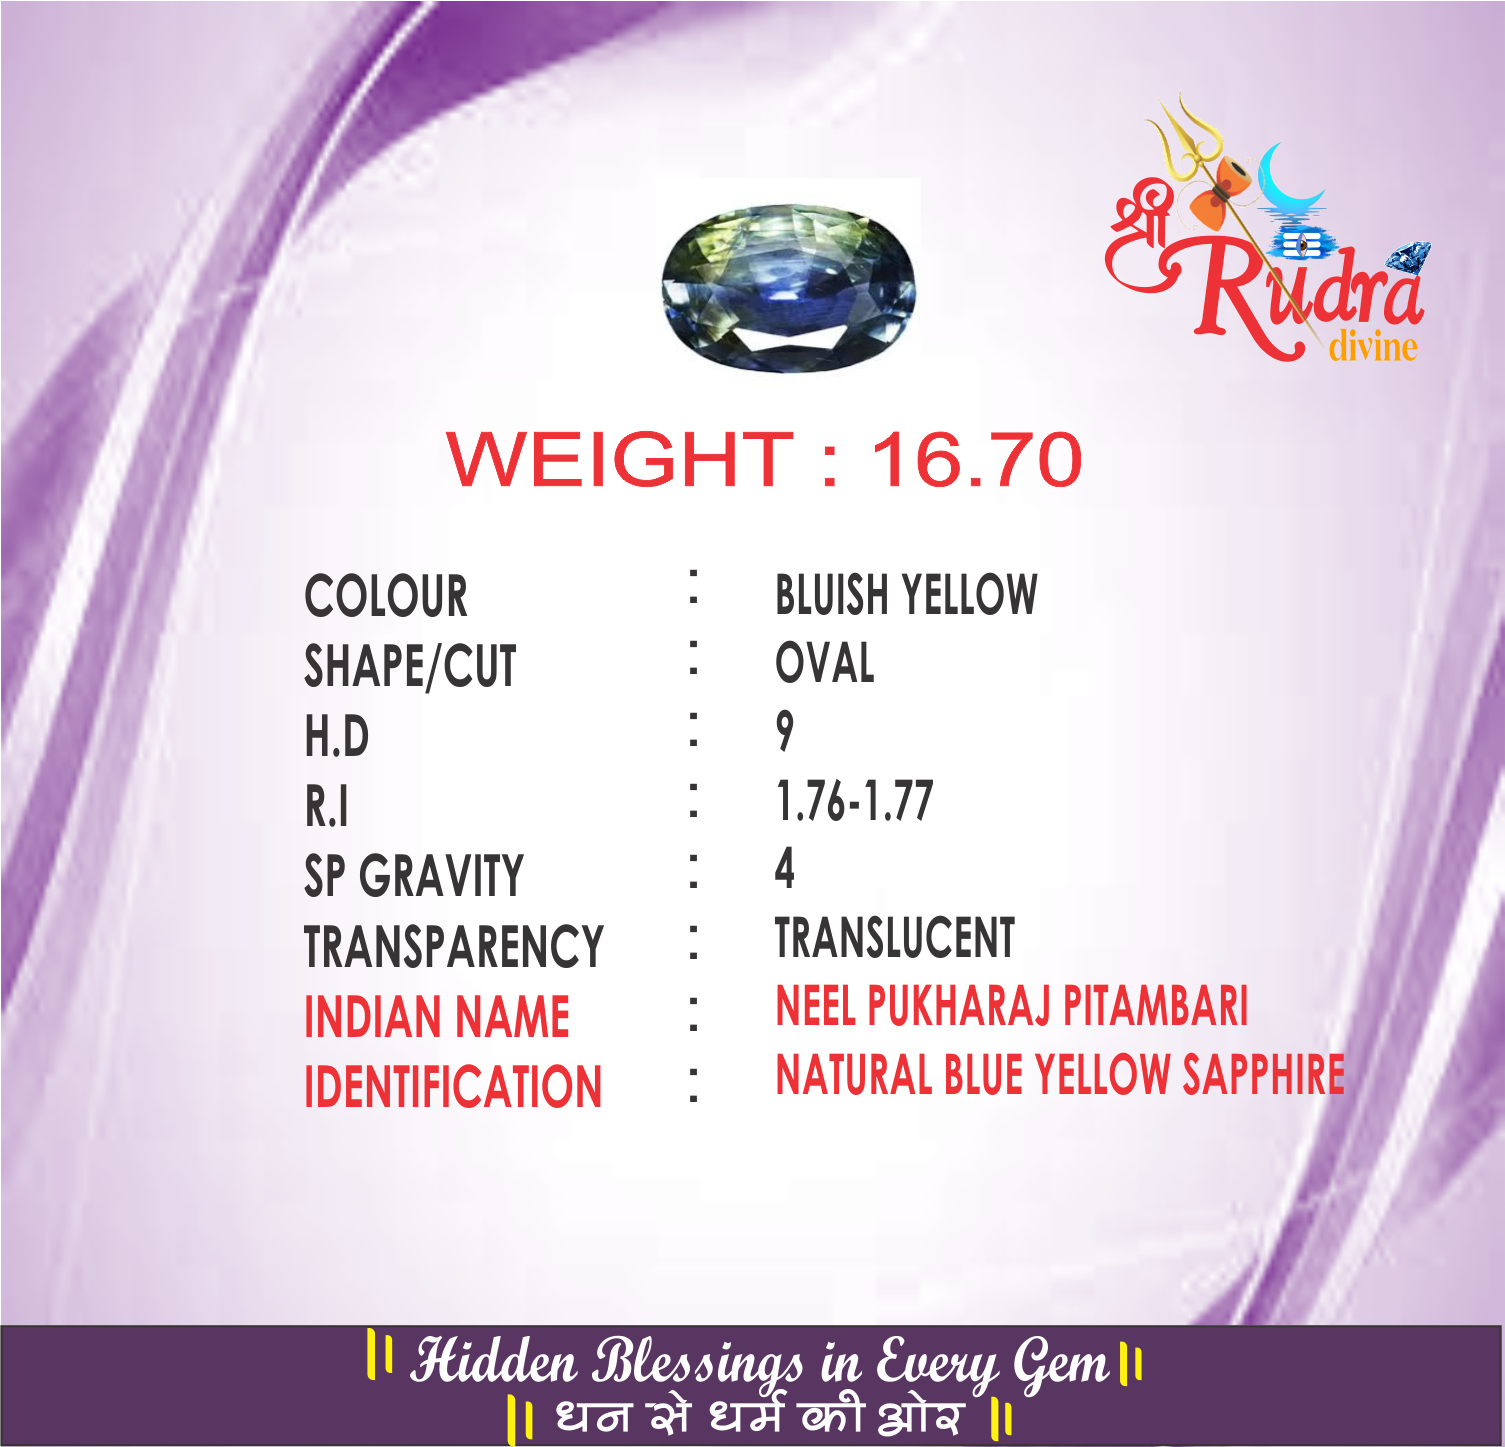 श्री Rudra
divine
WEIGHT : 16.70
COLOUR : BLUISH YELLOW
SHAPE/CUT : OVAL
H.D : 9
R.I : 1.76-1.77
SP GRAVITY : 4
TRANSPARENCY : TRANSLUCENT
INDIAN NAME : NEEL PUKHARAJ PITAMBARI
IDENTIFICATION : NATURAL BLUE YELLOW SAPPHIRE
|| Hidden Blessings in Every Gem ||
|| धन से धर्म की ओर ||